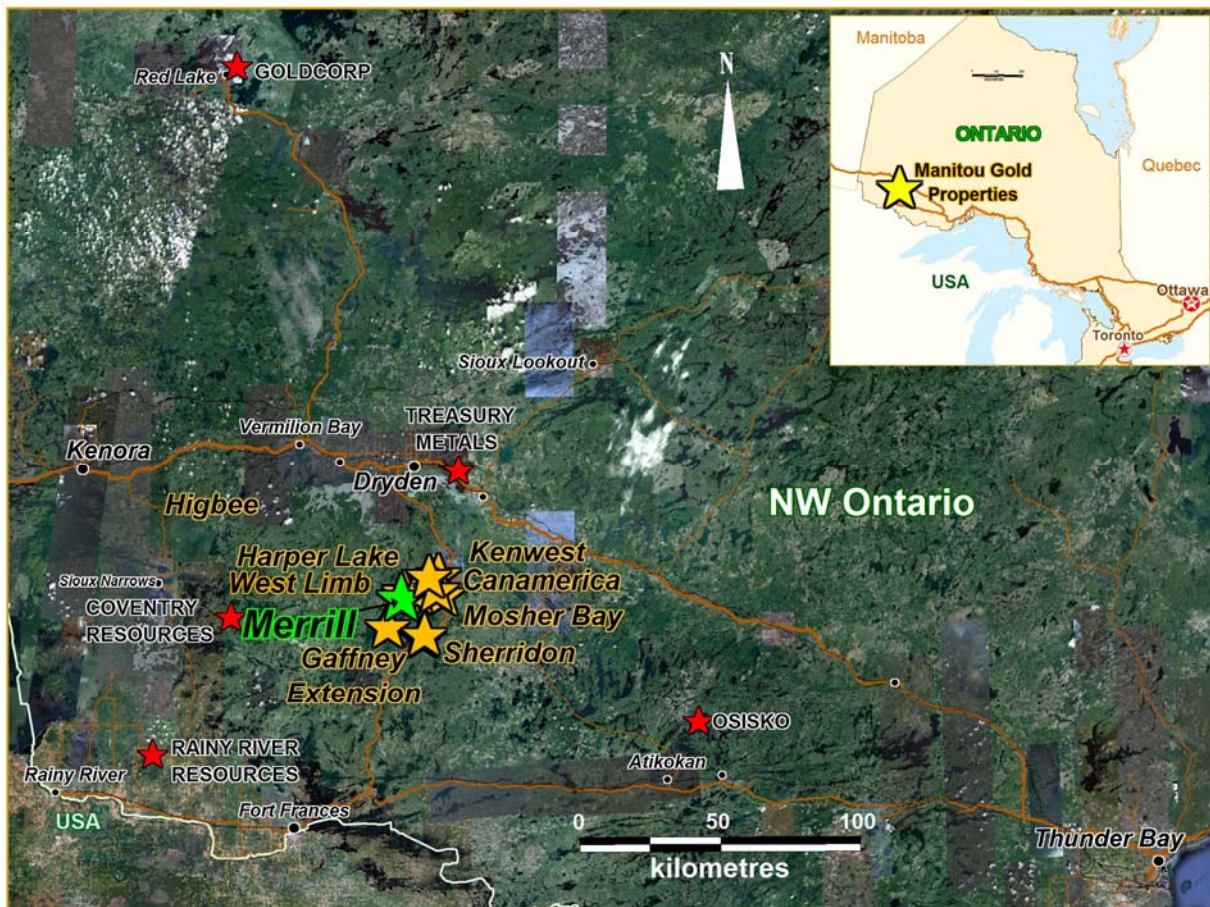 Red Lake
GOLDCORP
N
Manitoba
ONTARIO
Quebec
Manitou Gold
Properties
USA
Ottawa
Toronto
Sioux Lookout
Vermilion Bay
TREASURY
METALS
Kenora
Dryden
Higbee
NW Ontario
Harper Lake
Kenwest
West Limb
Canamerica
Sioux Narrows
COVENTRY
RESOURCES
Merrill
Mosher Bay
Gaffney
Extension
Sherridon
OSISKO
RAINY RIVER
RESOURCES
Rainy River
Atikokan
USA
Fort Frances
0 50 100
kilometres
Thunder Bay